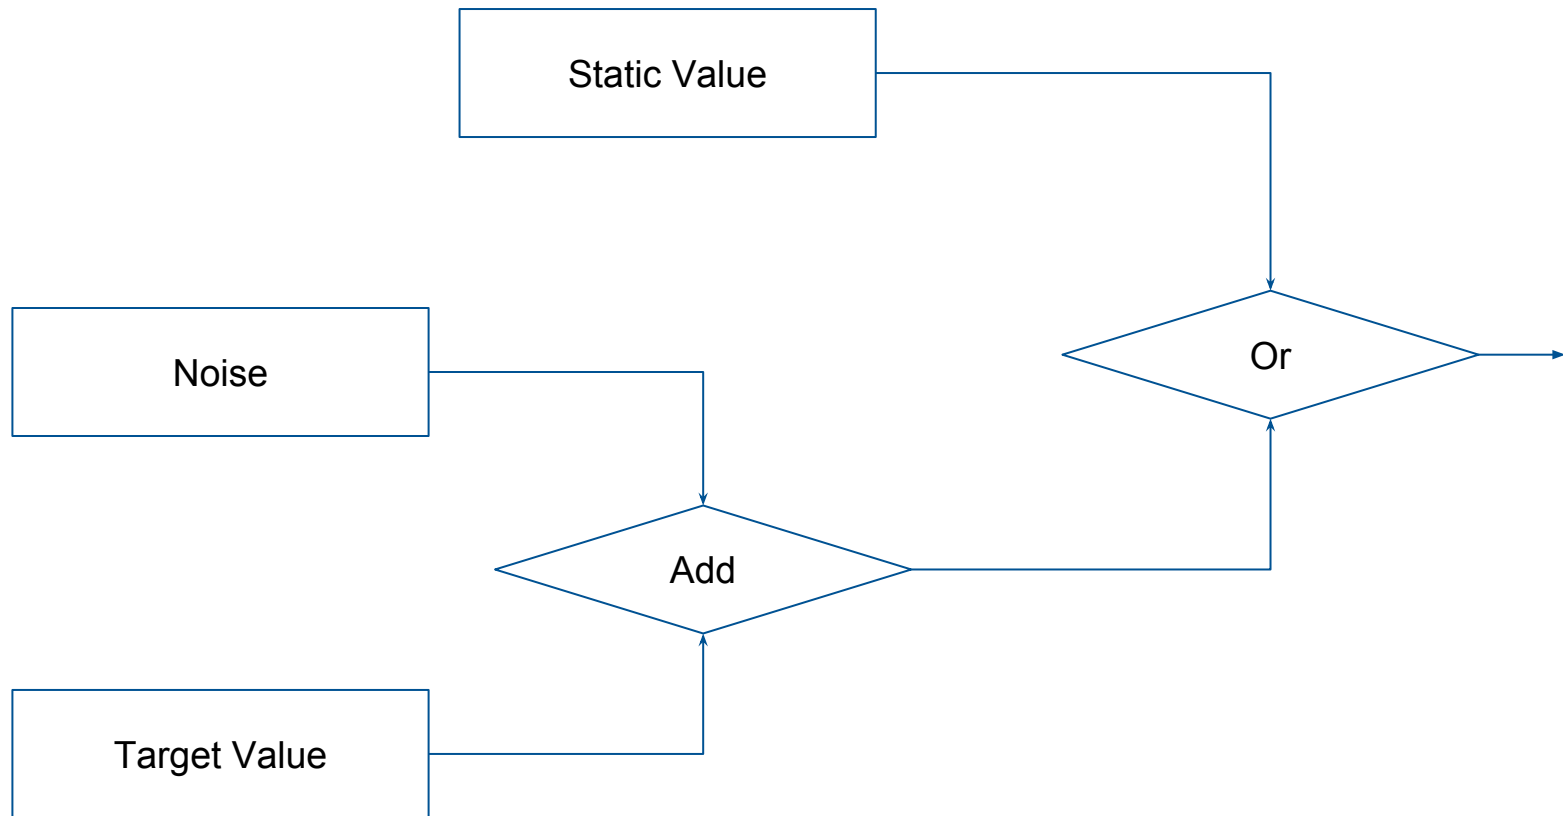 Static Value
Noise
Or
Add
Target Value